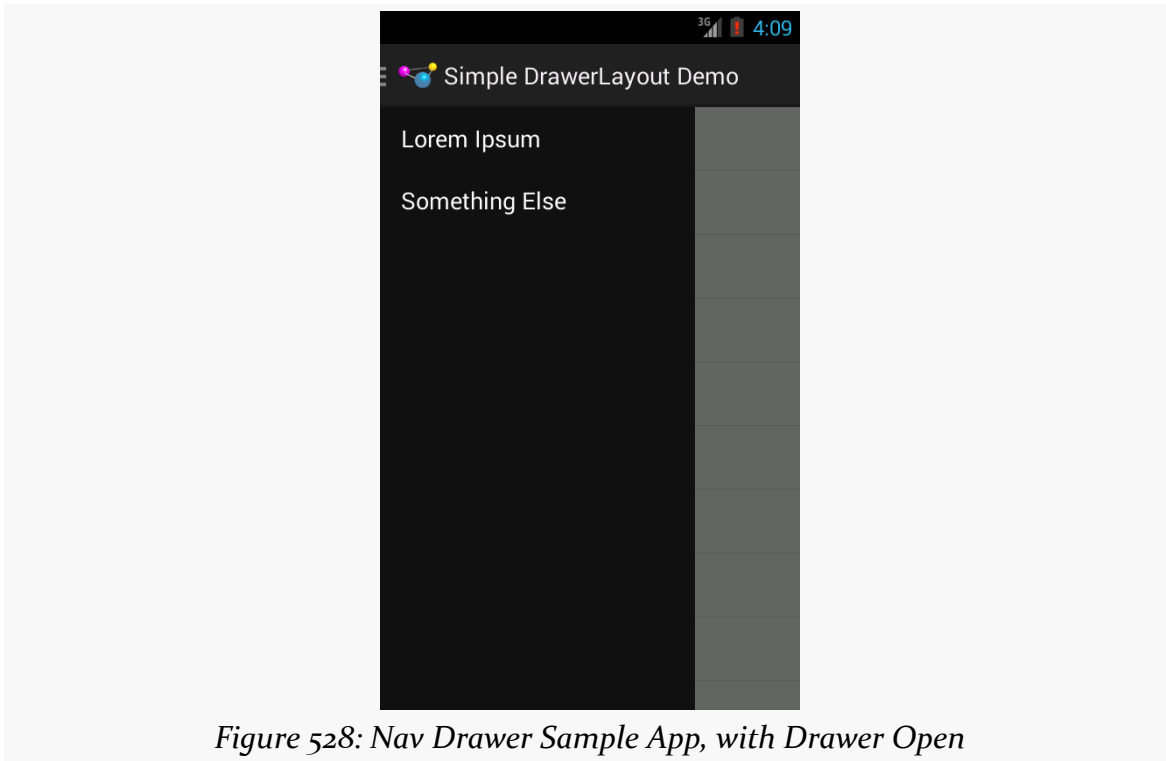 3G 4:09
Simple DrawerLayout Demo
Lorem Ipsum
Something Else
Figure 528: Nav Drawer Sample App, with Drawer Open